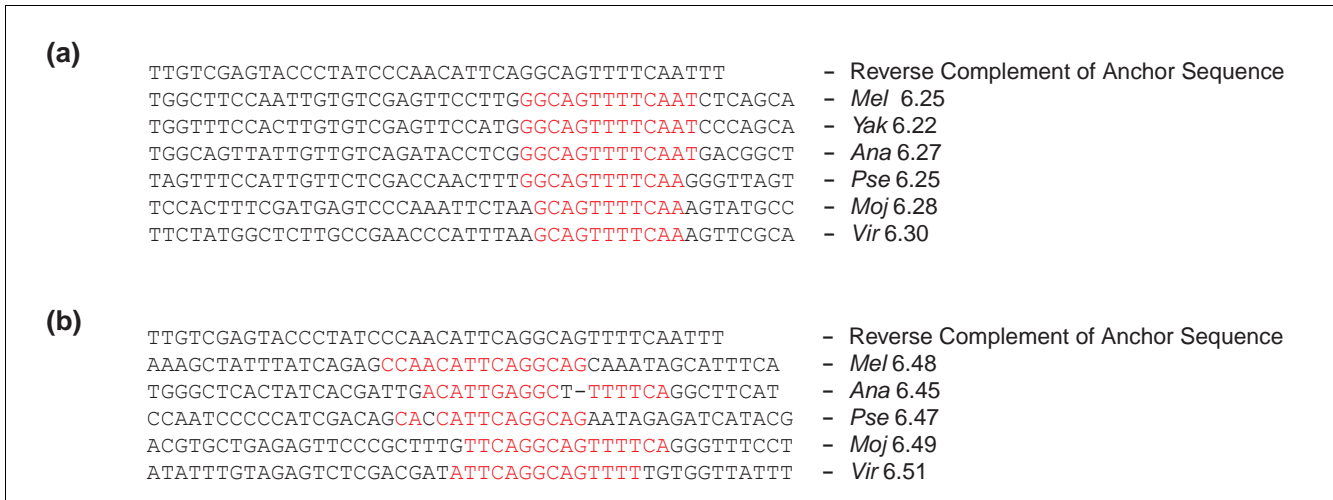 (a)
TTGTCGAGTACCCTATCCCAACATTCAGGCAGTTTTCAATTT – Reverse Complement of Anchor Sequence
TGGCTTCCAATTGTGTCGAGTTCCTTGGGCAGTTTTCAATCTCAGCA – Mel 6.25
TGGTTTCCACTTGTGTCGAGTTCCATGGGCAGTTTTCAATCCCAGCA – Yak 6.22
TGGCAGTTATTGTTGTCAGATACCTCGGGCAGTTTTCAATGACGGCT – Ana 6.27
TAGTTTCCATTGTTCTCGACCAACTTTGGCAGTTTTCAAGGGTTAGT – Pse 6.25
TCCACTTTCGATGAGTCCCAAATTCTAAGCAGTTTTCAAAGTATGCC – Moj 6.28
TTCTATGGCTCTTGCCGAACCCATTTAAGCAGTTTTCAAAGTTCGCA – Vir 6.30
(b)
TTGTCGAGTACCCTATCCCAACATTCAGGCAGTTTTCAATTT – Reverse Complement of Anchor Sequence
AAAGCTATTTATCAGAGCCAACATTCAGGCAGCAAATAGCATTTCA – Mel 6.48
TGGGCTCACTATCACGATTGACATTGAGGCT–TTTTCAGGCTTCAT – Ana 6.45
CCAATCCCCCATCGACAGCACCATTCAGGCAGAATAGAGATCATACG – Pse 6.47
ACGTGCTGAGAGTTCCCGCTTTGTTCAGGCAGTTTTCAGGGTTTCCT – Moj 6.49
ATATTTGTAGAGTCTCGACGATATTCAGGCAGTTTTTGTGGTTATTT – Vir 6.51